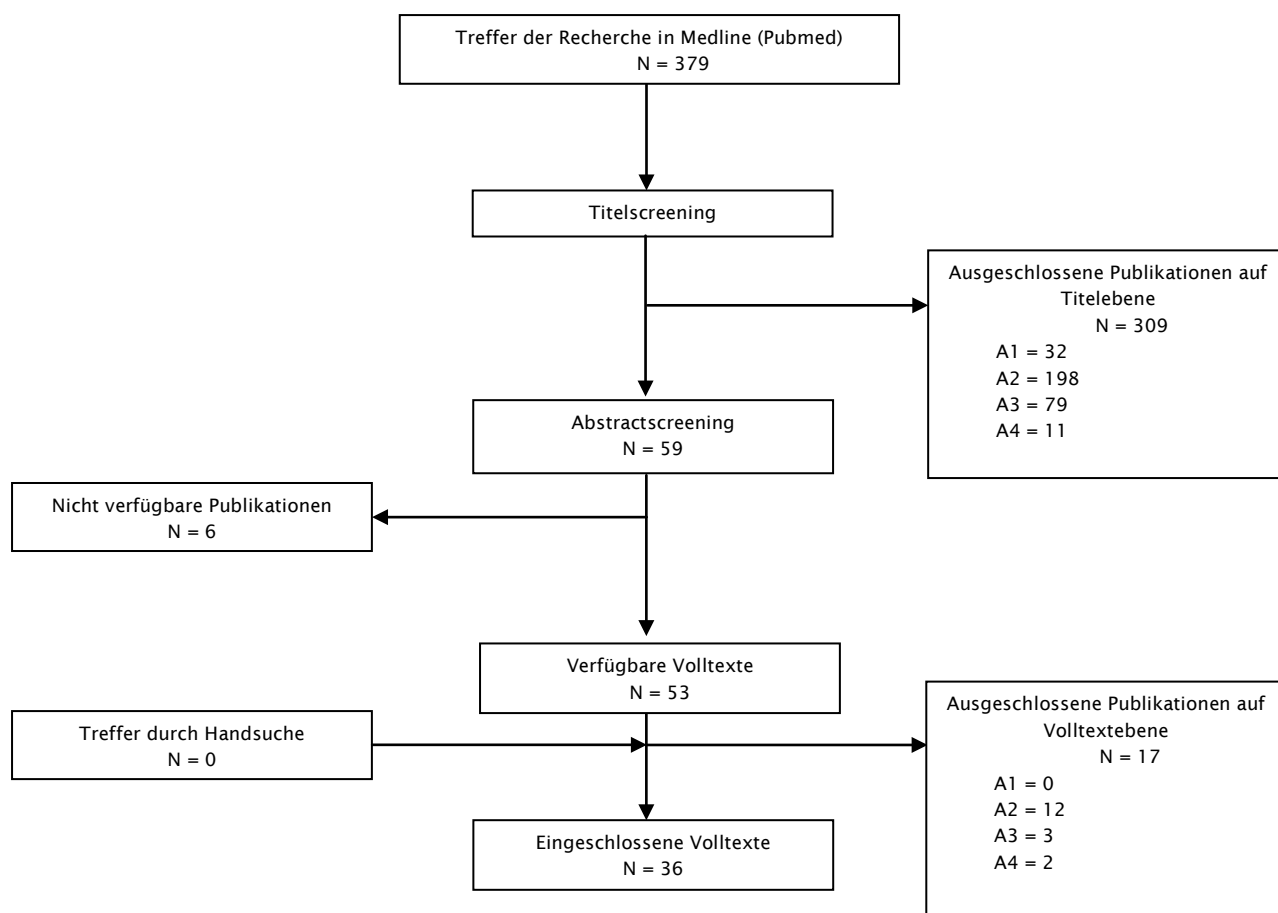 Treffer der Recherche in Medline (Pubmed)
N = 379
Titelscreening
Ausgeschlossene Publikationen auf
Titelebene
N = 309
A1 = 32
A2 = 198
A3 = 79
A4 = 11
Abstractscreening
N = 59
Nicht verfügbare Publikationen
N = 6
Verfügbare Volltexte
N = 53
Treffer durch Handsuche
N = 0
Ausgeschlossene Publikationen auf
Volltextebene
N = 17
A1 = 0
A2 = 12
A3 = 3
A4 = 2
Eingeschlossene Volltexte
N = 36